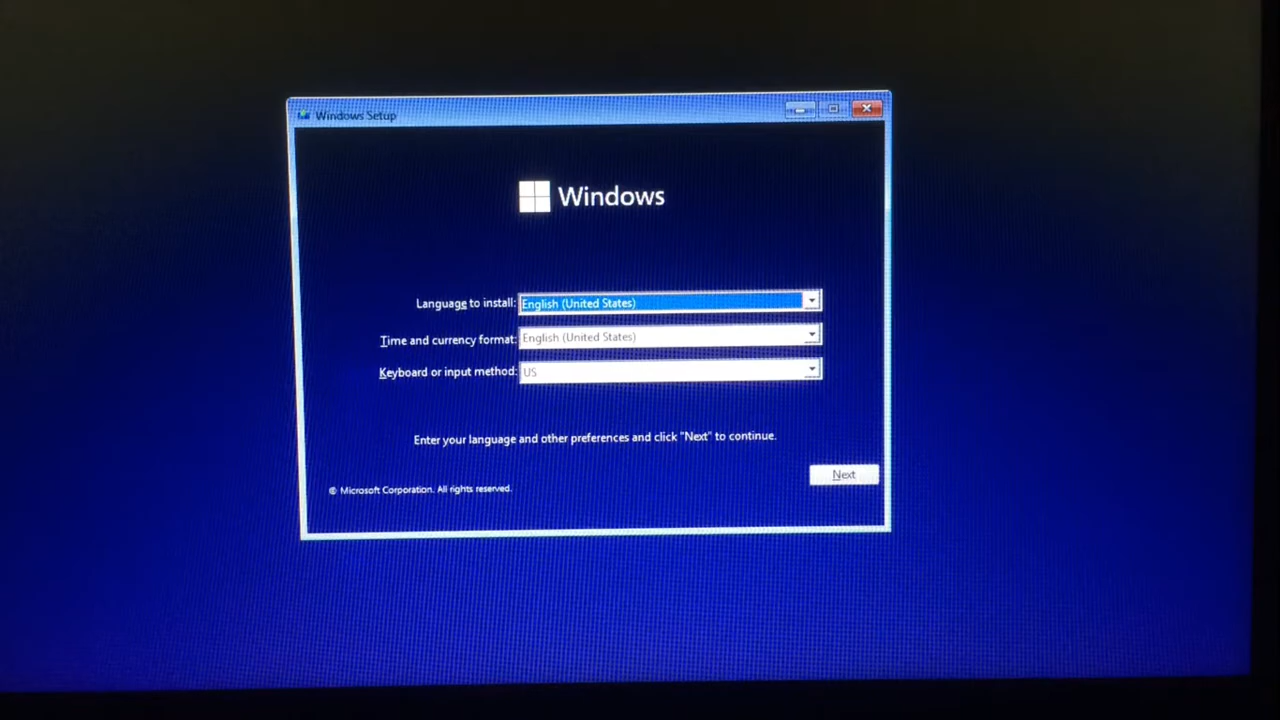 Windows Setup
Windows
Language to install: English (United States)
Time and currency format: English (United States)
Keyboard or input method: US
Enter your language and other preferences and click "Next" to continue.
Next
© Microsoft Corporation. All rights reserved.